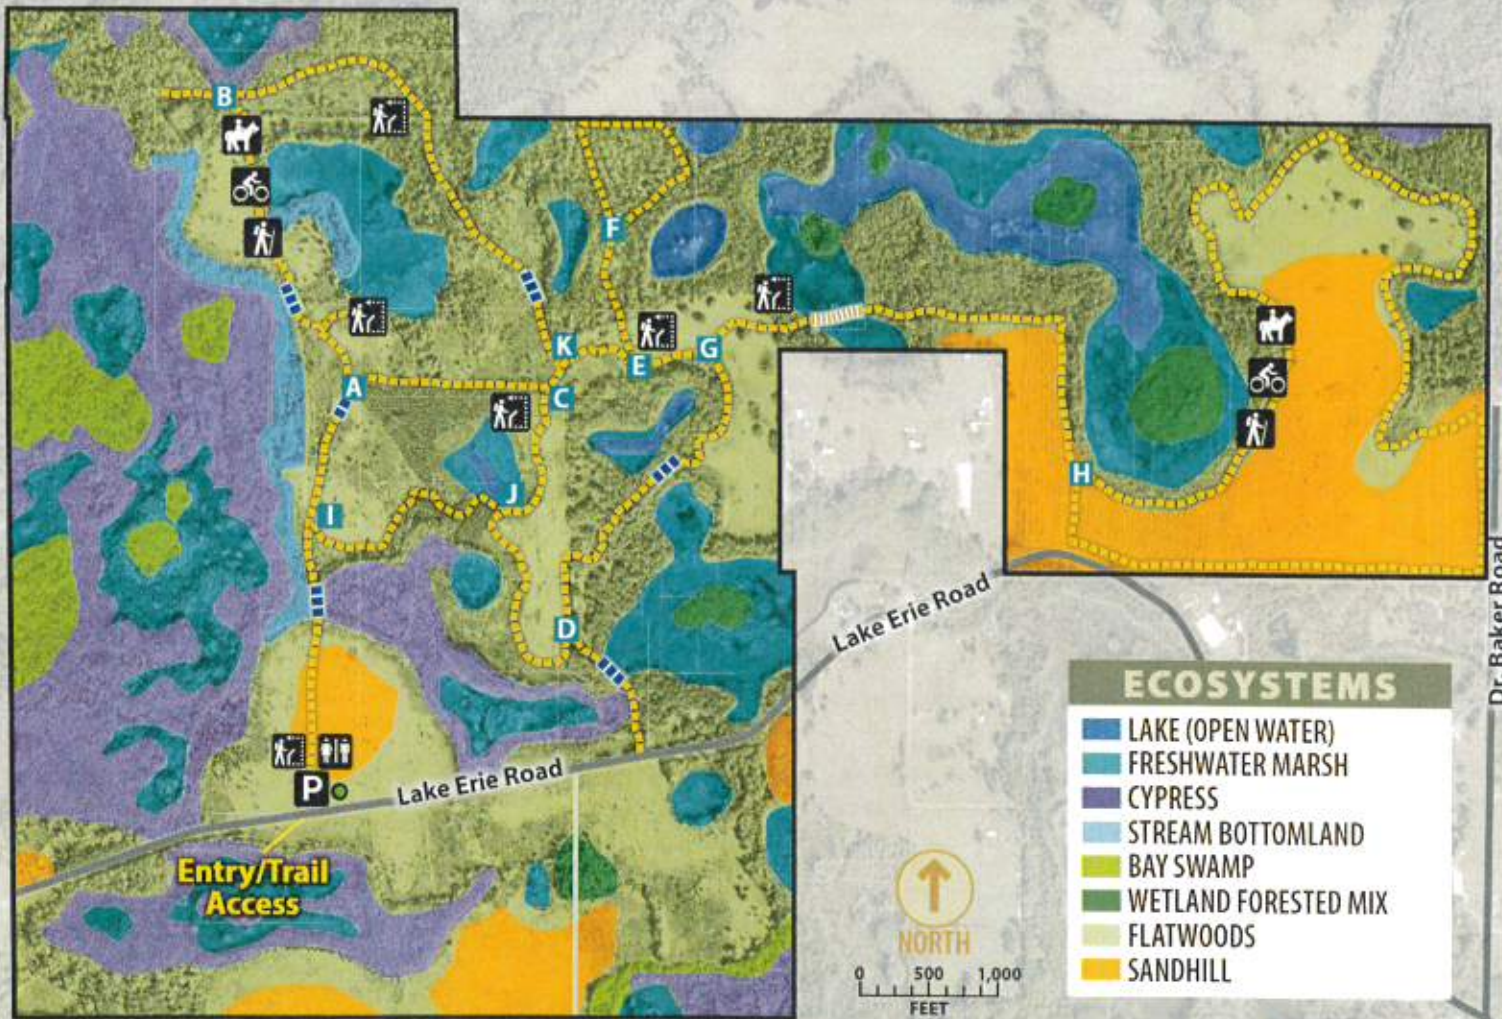 B
F
K
E
G
A
C
H
J
I
D
Lake Erie Road
Dr. Baker Road
P
Lake Erie Road
Entry/Trail
Access
NORTH
0 500 1,000
FEET
ECOSYSTEMS
LAKE (OPEN WATER)
FRESHWATER MARSH
CYPRESS
STREAM BOTTOMLAND
BAY SWAMP
WETLAND FORESTED MIX
FLATWOODS
SANDHILL